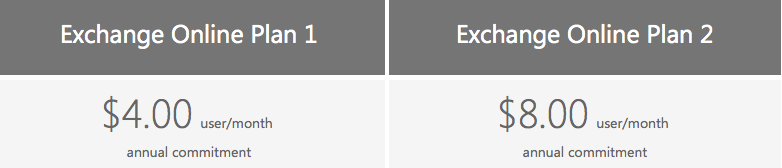 Exchange Online Plan 1
$4.00 user/month
annual commitment
Exchange Online Plan 2
$8.00 user/month
annual commitment